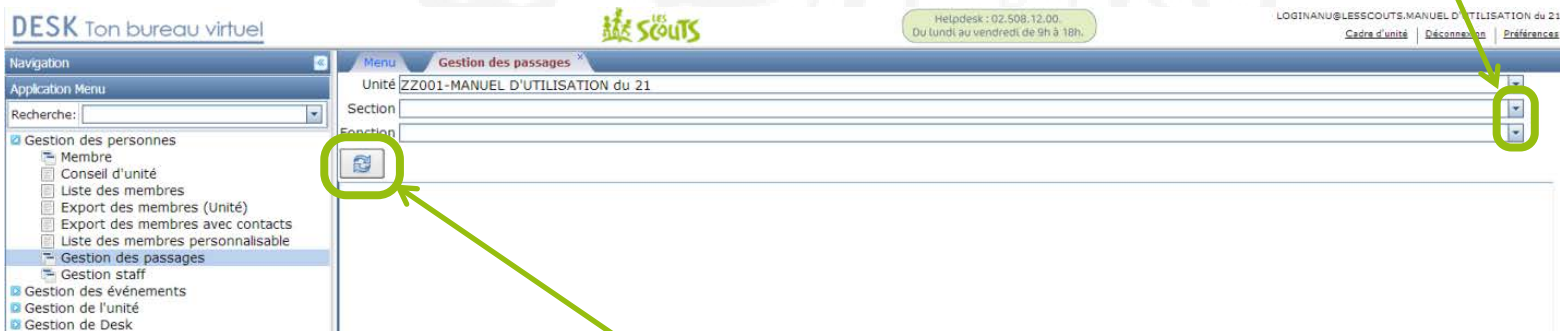 DESK Ton bureau virtuel
LES SCOUTS
Helpdesk : 02.508.12.00.
Du lundi au vendredi de 9h à 18h.
LOGINANU@LESSCOUTS.MANUEL D'UTILISATION du 21
Cadre d'unité | Déconnexion | Préférences
Navigation
Application Menu
Recherche:
Gestion des personnes
Membre
Conseil d'unité
Liste des membres
Export des membres (Unité)
Export des membres avec contacts
Liste des membres personnalisable
Gestion des passages
Gestion staff
Gestion des événements
Gestion de l'unité
Gestion de Desk
Menu
Gestion des passages
Unité ZZ001-MANUEL D'UTILISATION du 21
Section
Fonction